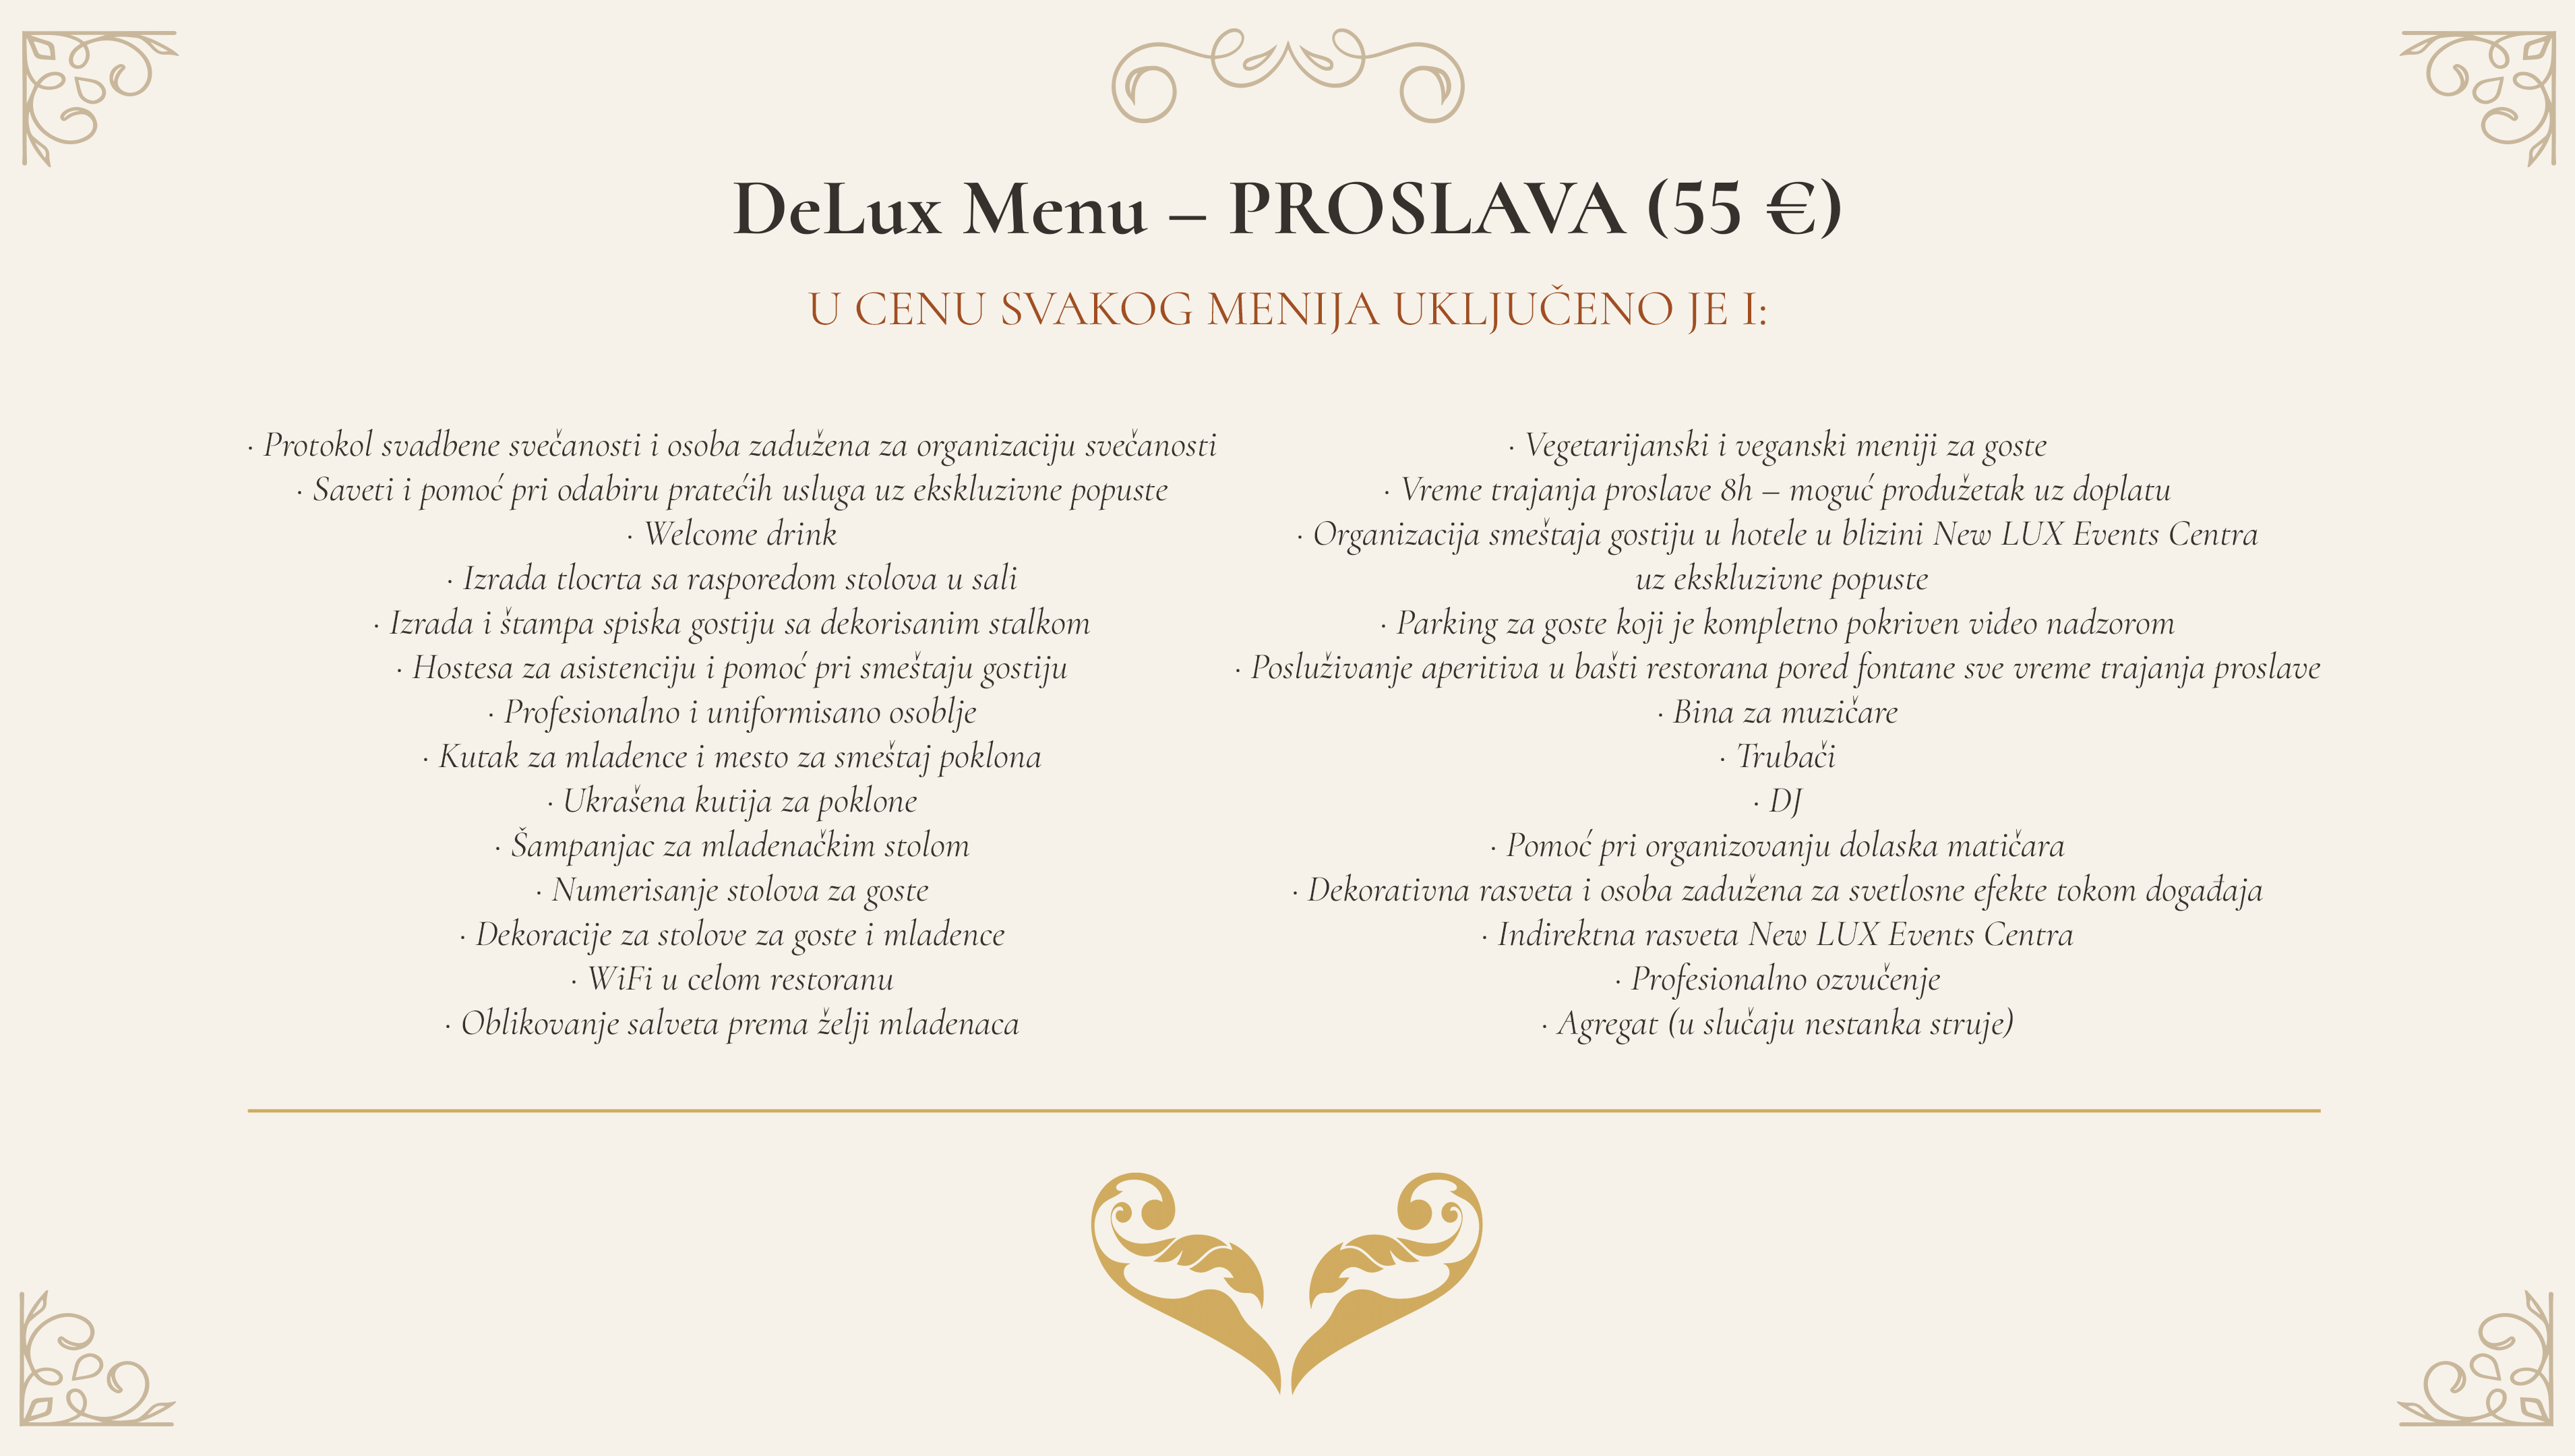 DeLux Menu – PROSLAVA (55 €)
U CENU SVAKOG MENIJA UKLJUČENO JE I:
· Protokol svadbene svečanosti i osoba zadužena za organizaciju svečanosti
· Saveti i pomoć pri odabiru pratećih usluga uz ekskluzivne popuste
· Welcome drink
· Izrada tlocrta sa rasporedom stolova u sali
· Izrada i štampa spiska gostiju sa dekorisanim stalkom
· Hostesa za asistenciju i pomoć pri smeštaju gostiju
· Profesionalno i uniformisano osoblje
· Kutak za mladence i mesto za smeštaj poklona
· Ukrašena kutija za poklone
· Šampanjac za mladenačkim stolom
· Numerisanje stolova za goste
· Dekoracije za stolove za goste i mladence
· WiFi u celom restoranu
· Oblikovanje salveta prema želji mladenaca
· Vegetarijanski i veganski meniji za goste
· Vreme trajanja proslave 8h – moguć produžetak uz doplatu
· Organizacija smeštaja gostiju u hotele u blizini New LUX Events Centra
uz ekskluzivne popuste
· Parking za goste koji je kompletno pokriven video nadzorom
· Posluživanje aperitiva u bašti restorana pored fontane sve vreme trajanja proslave
· Bina za muzičare
· Trubači
· DJ
· Pomoć pri organizovanju dolaska matičara
· Dekorativna rasveta i osoba zadužena za svetlosne efekte tokom događaja
· Indirektna rasveta New LUX Events Centra
· Profesionalno ozvučenje
· Agregat (u slučaju nestanka struje)